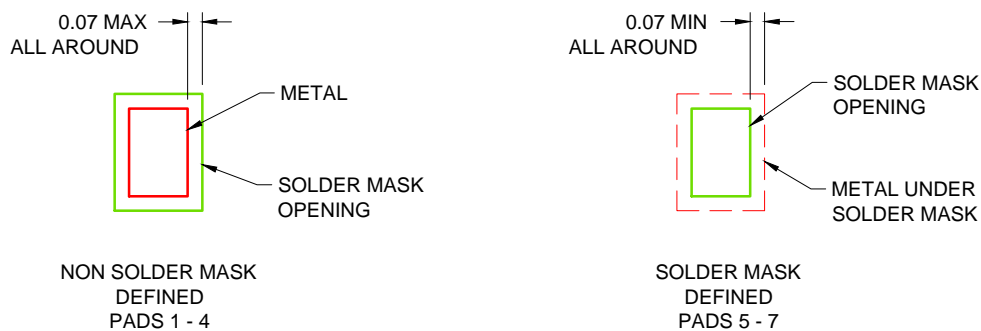 0.07 MAX
ALL AROUND
METAL
SOLDER MASK
OPENING
NON SOLDER MASK
DEFINED
PADS 1 - 4
0.07 MIN
ALL AROUND
SOLDER MASK
OPENING
METAL UNDER
SOLDER MASK
SOLDER MASK
DEFINED
PADS 5 - 7